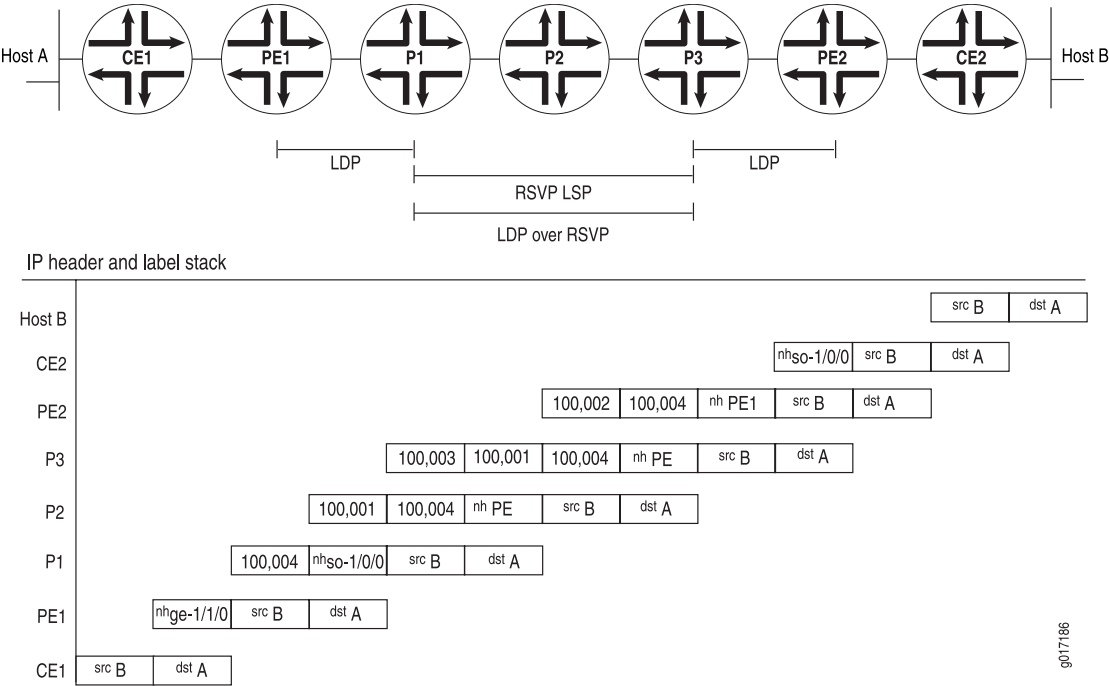 Host A CE1 PE1 P1 P2 P3 PE2 CE2 Host B
LDP LDP
RSVP LSP
LDP over RSVP
IP header and label stack
Host B src B dst A
CE2 nhso-1/0/0 src B dst A
PE2 100,002 100,004 nh PE1 src B dst A
P3 100,003 100,001 100,004 nh PE src B dst A
P2 100,001 100,004 nh PE src B dst A
P1 100,004 nhso-1/0/0 src B dst A
PE1 nhge-1/1/0 src B dst A
CE1 src B dst A
g017186